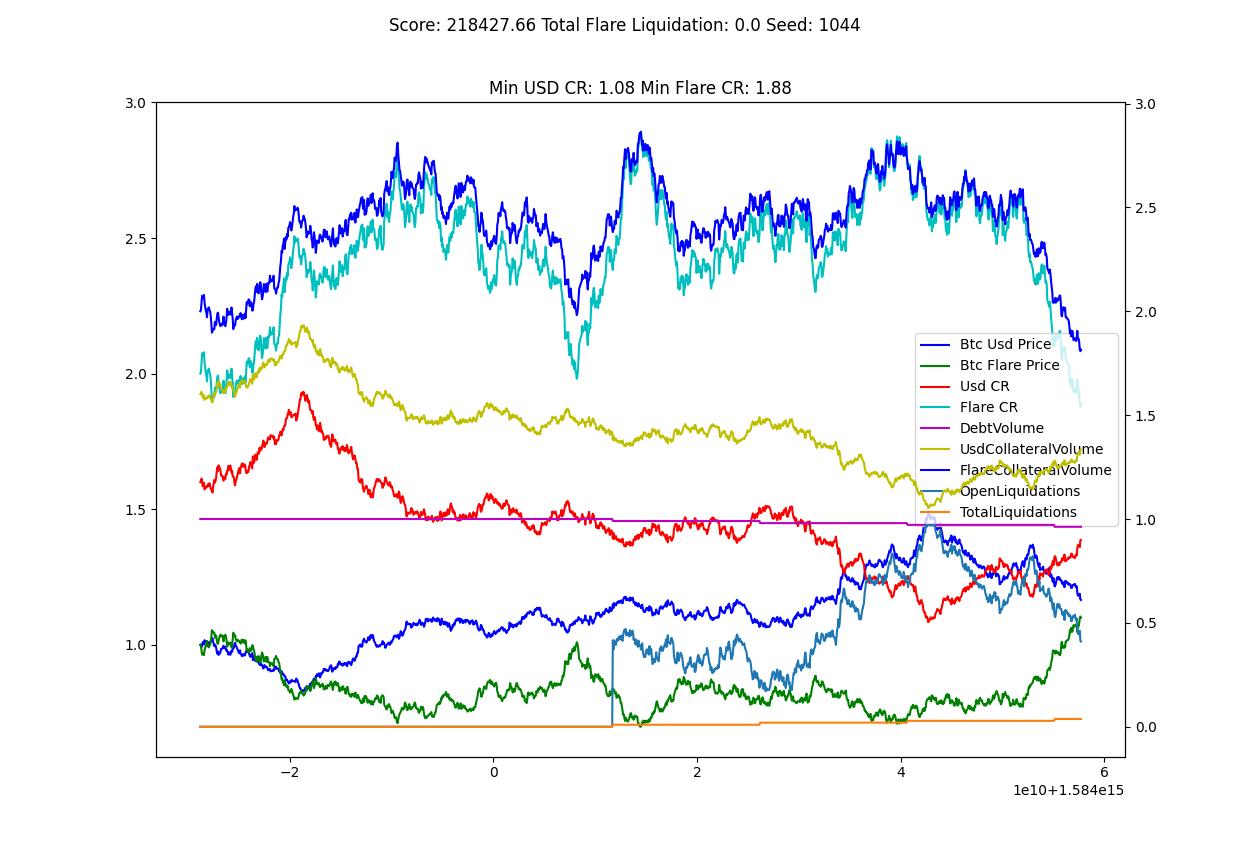 Score: 218427.66 Total Flare Liquidation: 0.0 Seed: 1044
Min USD CR: 1.08 Min Flare CR: 1.88
3.0
2.5
2.0
1.5
1.0
3.0
2.5
2.0
1.5
1.0
0.5
0.0
Btc Usd Price
Btc Flare Price
Usd CR
Flare CR
DebtVolume
UsdCollateralVolume
FlareCollateralVolume
OpenLiquidations
TotalLiquidations
−2 0 2 4 6
1e10+1.584e15